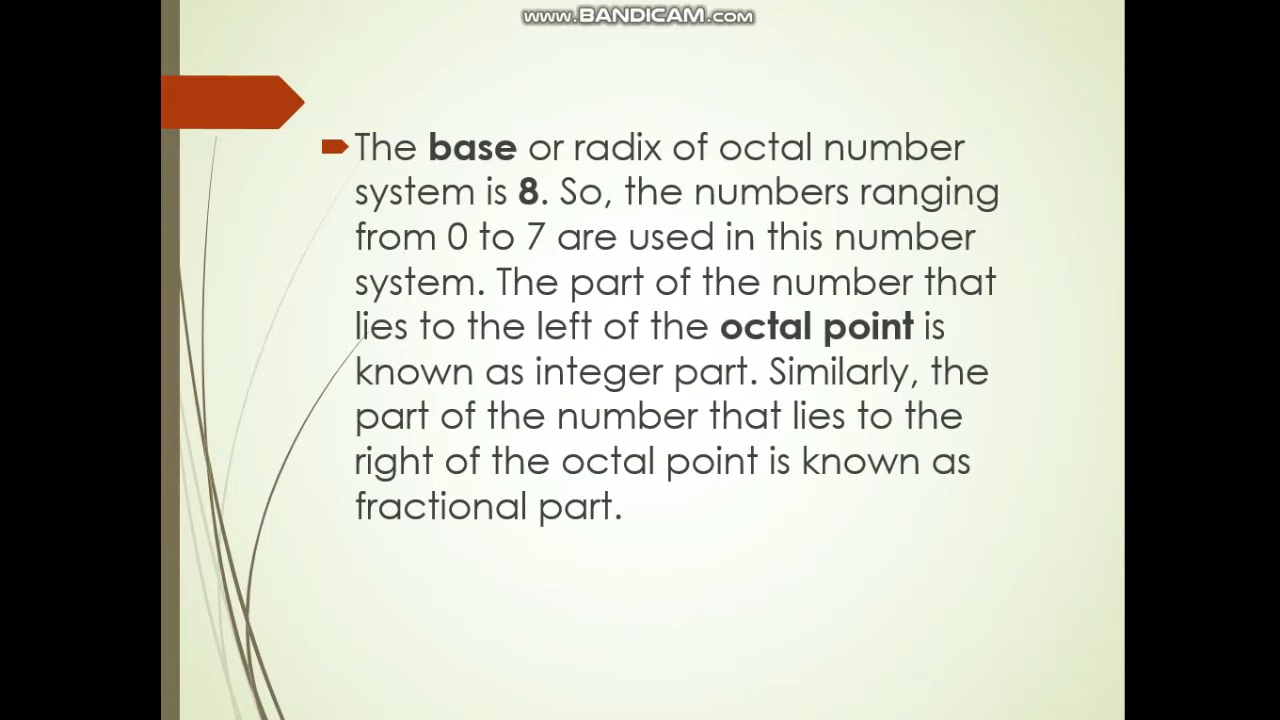 www.BANDICAM.com
The base or radix of octal number
system is 8. So, the numbers ranging
from 0 to 7 are used in this number
system. The part of the number that
lies to the left of the octal point is
known as integer part. Similarly, the
part of the number that lies to the
right of the octal point is known as
fractional part.